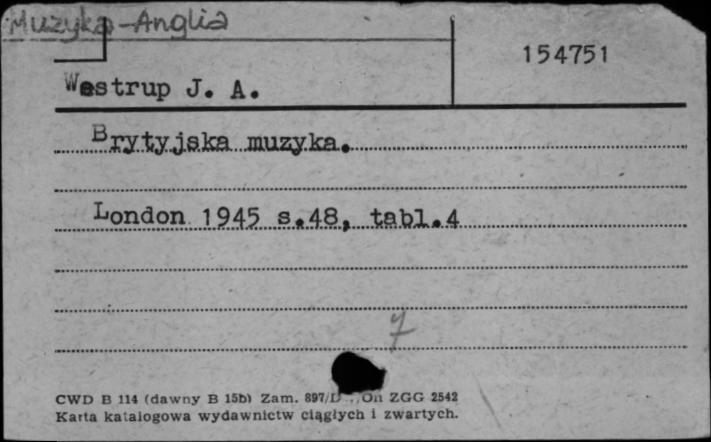 Muzyka - Anglia
154751
Westrup J. A.
Brytyjska muzyka.
London 1945 s.48, tabl.4
7
CWD B 114 (dawny B 15b) Zam. 897/D ZGG 2542
Karta katalogowa wydawnictw ciągłych i zwartych.